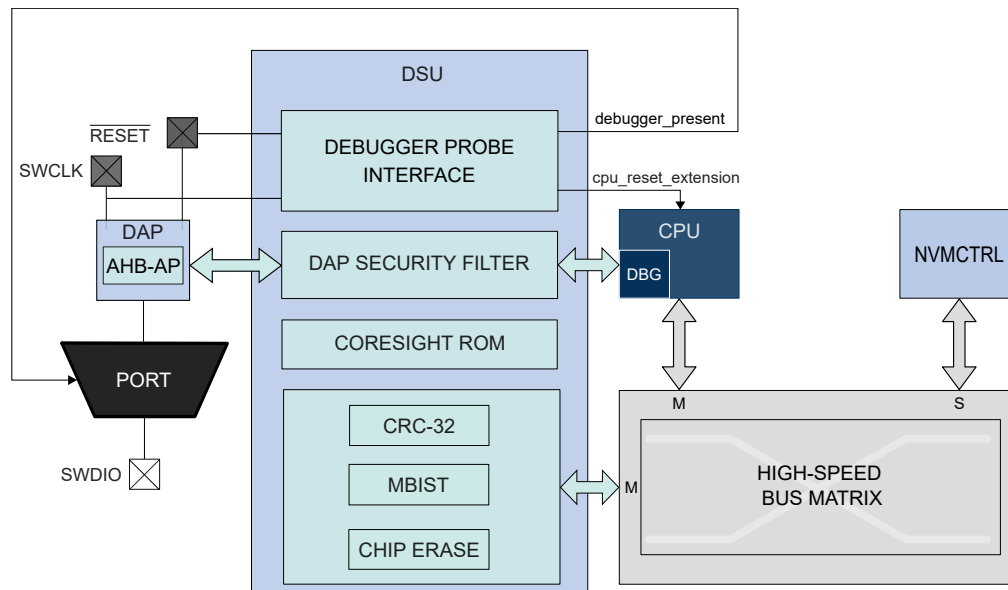 DSU
debugger_present
RESET
DEBUGGER PROBE
INTERFACE
SWCLK
cpu_reset_extension
DAP
AHB-AP
DAP SECURITY FILTER
CPU
DBG
NVMCTRL
CORESIGHT ROM
PORT
M
S
CRC-32
SWDIO
MBIST
M
HIGH-SPEED
BUS MATRIX
CHIP ERASE